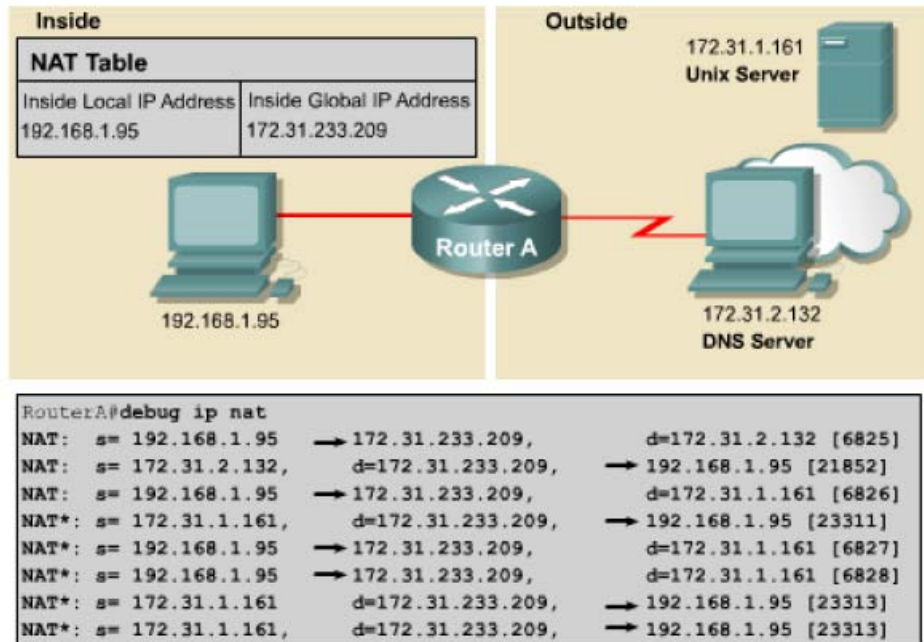 Inside
Outside
NAT Table
Inside Local IP Address
Inside Global IP Address
192.168.1.95
172.31.233.209
172.31.1.161
Unix Server
Router A
192.168.1.95
172.31.2.132
DNS Server
RouterA#debug ip nat
NAT: s= 192.168.1.95 → 172.31.233.209, d=172.31.2.132 [6825]
NAT: s= 172.31.2.132, d=172.31.233.209, → 192.168.1.95 [21852]
NAT: s= 192.168.1.95 → 172.31.233.209, d=172.31.1.161 [6826]
NAT*: s= 172.31.1.161, d=172.31.233.209, → 192.168.1.95 [23311]
NAT*: s= 192.168.1.95 → 172.31.233.209, d=172.31.1.161 [6827]
NAT*: s= 192.168.1.95 → 172.31.233.209, d=172.31.1.161 [6828]
NAT*: s= 172.31.1.161 d=172.31.233.209, → 192.168.1.95 [23313]
NAT*: s= 172.31.1.161, d=172.31.233.209, → 192.168.1.95 [23313]